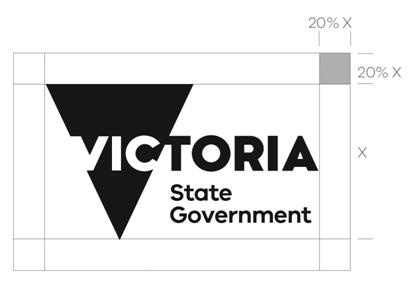 20% X
20% X
VICTORIA
X
State
Government